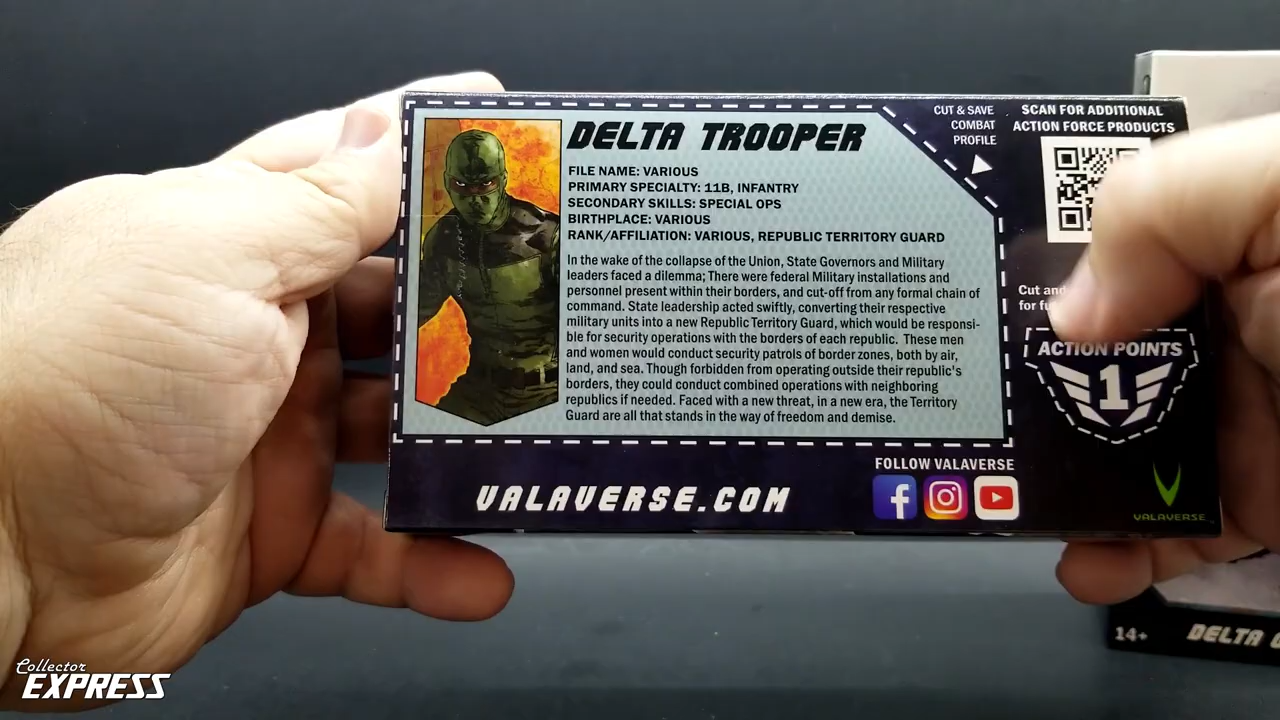 DELTA TROOPER
FILE NAME: VARIOUS
PRIMARY SPECIALTY: 11B, INFANTRY
SECONDARY SKILLS: SPECIAL OPS
BIRTHPLACE: VARIOUS
RANK/AFFILIATION: VARIOUS, REPUBLIC TERRITORY GUARD
In the wake of the collapse of the Union, State Governors and Military
leaders faced a dilemma; There were federal Military installations and
personnel present within their borders, and cut-off from any formal chain of
command. State leadership acted swiftly, converting their respective
military units into a new Republic Territory Guard, which would be responsi-
ble for security operations with the borders of each republic. These men
and women would conduct security patrols of border zones, both by air,
land, and sea. Though forbidden from operating outside their republic's
borders, they could conduct combined operations with neighboring
republics if needed. Faced with a new threat, in a new era, the Territory
Guard are all that stands in the way of freedom and demise.
CUT & SAVE
COMBAT
PROFILE
SCAN FOR ADDITIONAL
ACTION FORCE PRODUCTS
Cut and
for
ACTION POINTS
1
FOLLOW VALAVERSE
VALAVERSE.COM
VALAVERSE
14+
DELTA
Collector
EXPRESS